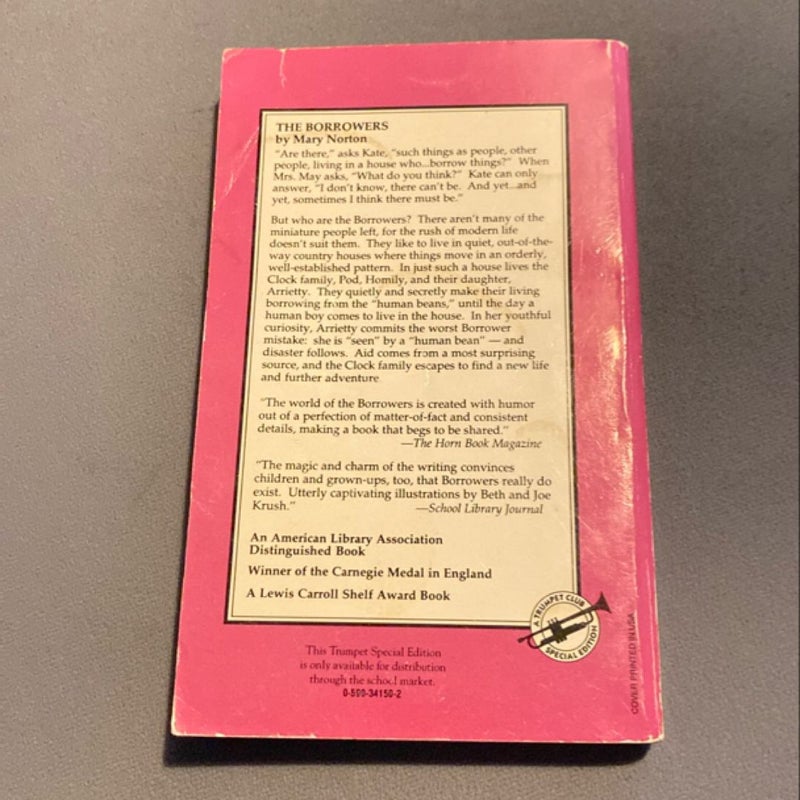 THE BORROWERS
by Mary Norton
"Are there," asks Kate, "such things as people, other
people, living in a house who...borrow things?" When
Mrs. May asks, "What do you think?" Kate can only
answer, "I don't know, there can't be. And yet...and
yet, sometimes I think there must be."
But who are the Borrowers? There aren't many of the
miniature people left, for the rush of modern life
doesn't suit them. They like to live in quiet, out-of-the-
way country houses where things move in an orderly,
well-established pattern. In just such a house lives the
Clock family, Pod, Homily, and their daughter,
Arrietty. They quietly and secretly make their living
borrowing from the "human beans," until the day a
human boy comes to live in the house. In her youthful
curiosity, Arrietty commits the worst Borrower
mistake: she is "seen" by a "human bean" — and
disaster follows. Aid comes from a most surprising
source, and the Clock family escapes to find a new life
and further adventure
"The world of the Borrowers is created with humor
out of a perfection of matter-of-fact and consistent
details, making a book that begs to be shared."
—The Horn Book Magazine
"The magic and charm of the writing convinces
children and grown-ups, too, that Borrowers really do
exist. Utterly captivating illustrations by Beth and Joe
Krush."
—School Library Journal
An American Library Association
Distinguished Book
Winner of the Carnegie Medal in England
A Lewis Carroll Shelf Award Book
A TRUMPET CLUB
SPECIAL EDITION
This Trumpet Special Edition
is only available for distribution
through the school market.
0-590-34150-2
COVER PRINTED IN USA